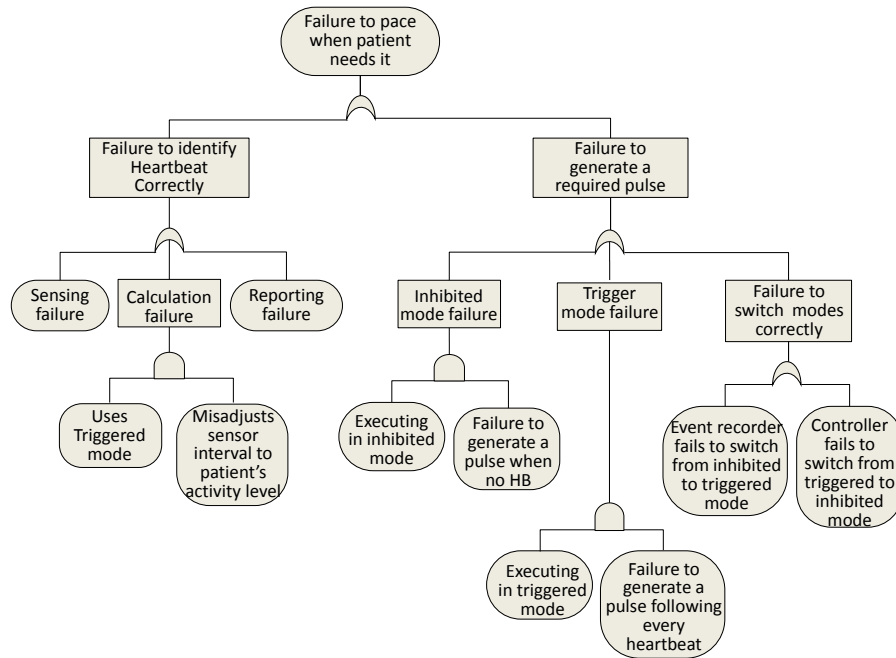 Failure to pace
when patient
needs it
Failure to identify
Heartbeat
Correctly
Failure to
generate a
required pulse
Sensing
failure
Calculation
failure
Reporting
failure
Inhibited
mode failure
Trigger
mode failure
Failure to
switch modes
correctly
Uses
Triggered
mode
Misadjusts
sensor
interval to
patient’s
activity level
Executing
in inhibited
mode
Failure to
generate a
pulse when
no HB
Event recorder
fails to switch
from inhibited
to triggered
mode
Controller
fails to
switch from
triggered to
inhibited
mode
Executing
in triggered
mode
Failure to
generate a
pulse following
every
heartbeat